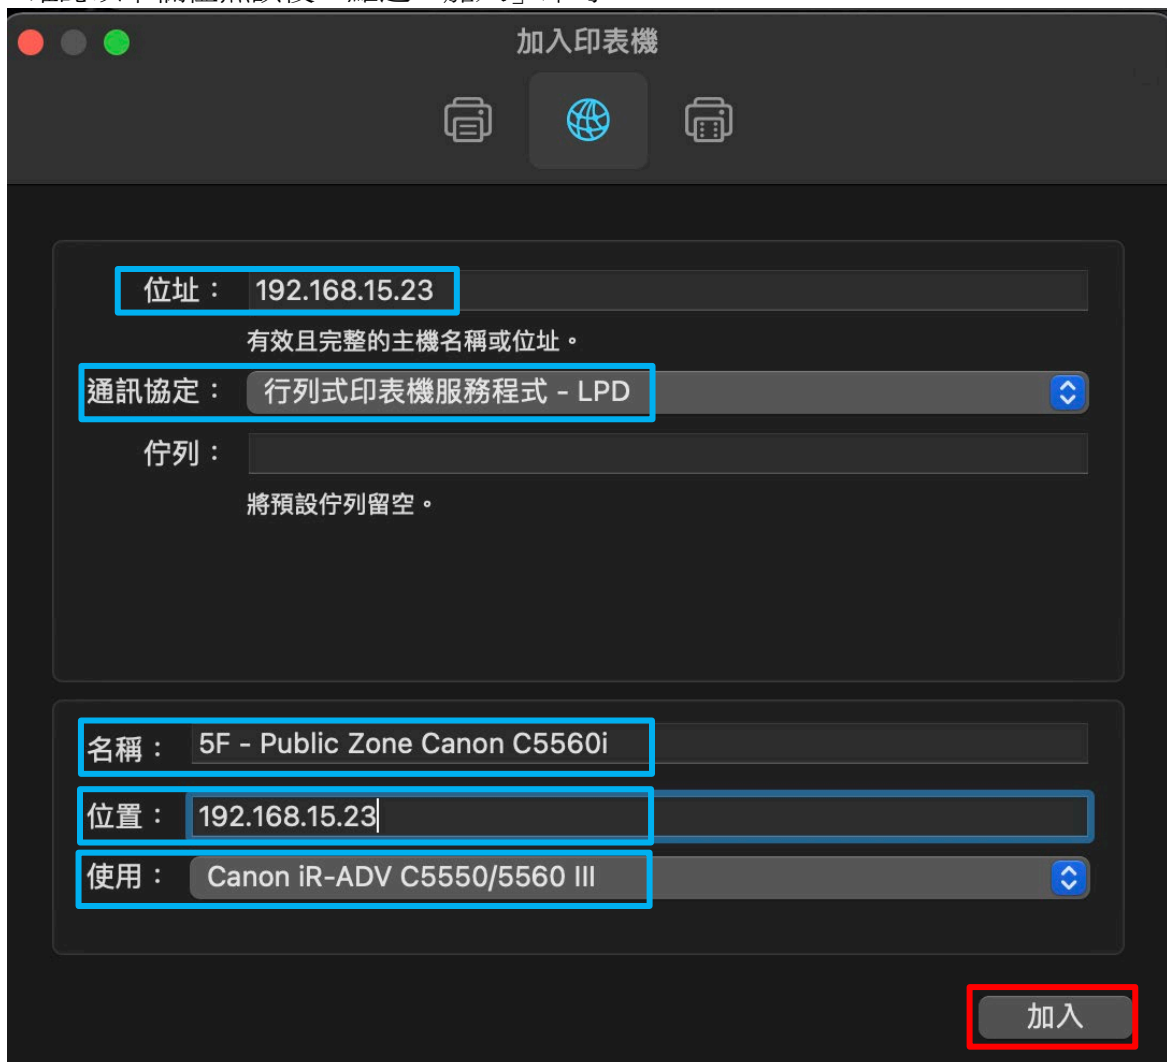 加入印表機
位址： 192.168.15.23
有效且完整的主機名稱或位址。
通訊協定： 行列式印表機服務程式 – LPD
佇列：
將預設佇列留空。
名稱： 5F - Public Zone Canon C5560i
位置： 192.168.15.23
使用： Canon iR-ADV C5550/5560 III
加入